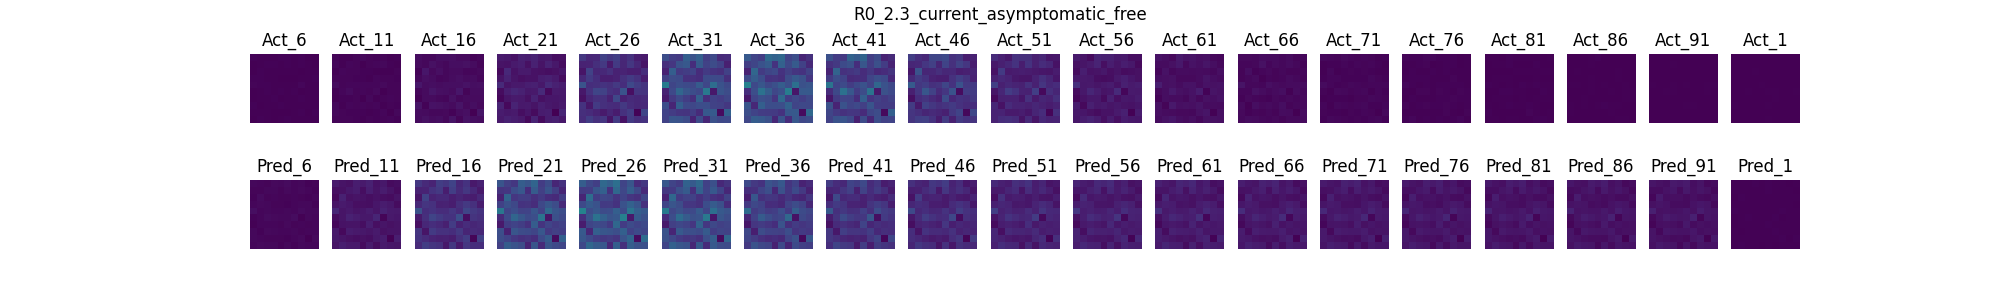 R0_2.3_current_asymptomatic_free
Act_6 Act_11 Act_16 Act_21 Act_26 Act_31 Act_36 Act_41 Act_46 Act_51 Act_56 Act_61 Act_66 Act_71 Act_76 Act_81 Act_86 Act_91 Act_1
Pred_6 Pred_11 Pred_16 Pred_21 Pred_26 Pred_31 Pred_36 Pred_41 Pred_46 Pred_51 Pred_56 Pred_61 Pred_66 Pred_71 Pred_76 Pred_81 Pred_86 Pred_91 Pred_1